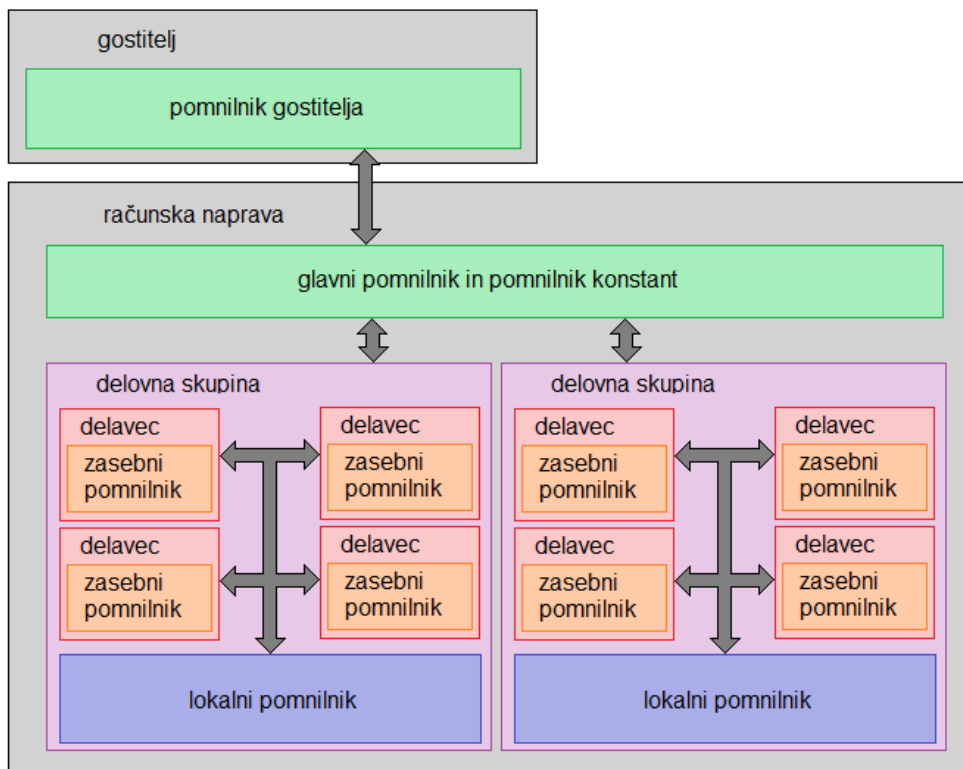 gostitelj
pomnilnik gostitelja
računska naprava
glavni pomnilnik in pomnilnik konstant
delovna skupina
delavec
zasebni
pomnilnik
delavec
zasebni
pomnilnik
delavec
zasebni
pomnilnik
delavec
zasebni
pomnilnik
lokalni pomnilnik
delovna skupina
delavec
zasebni
pomnilnik
delavec
zasebni
pomnilnik
delavec
zasebni
pomnilnik
delavec
zasebni
pomnilnik
lokalni pomnilnik